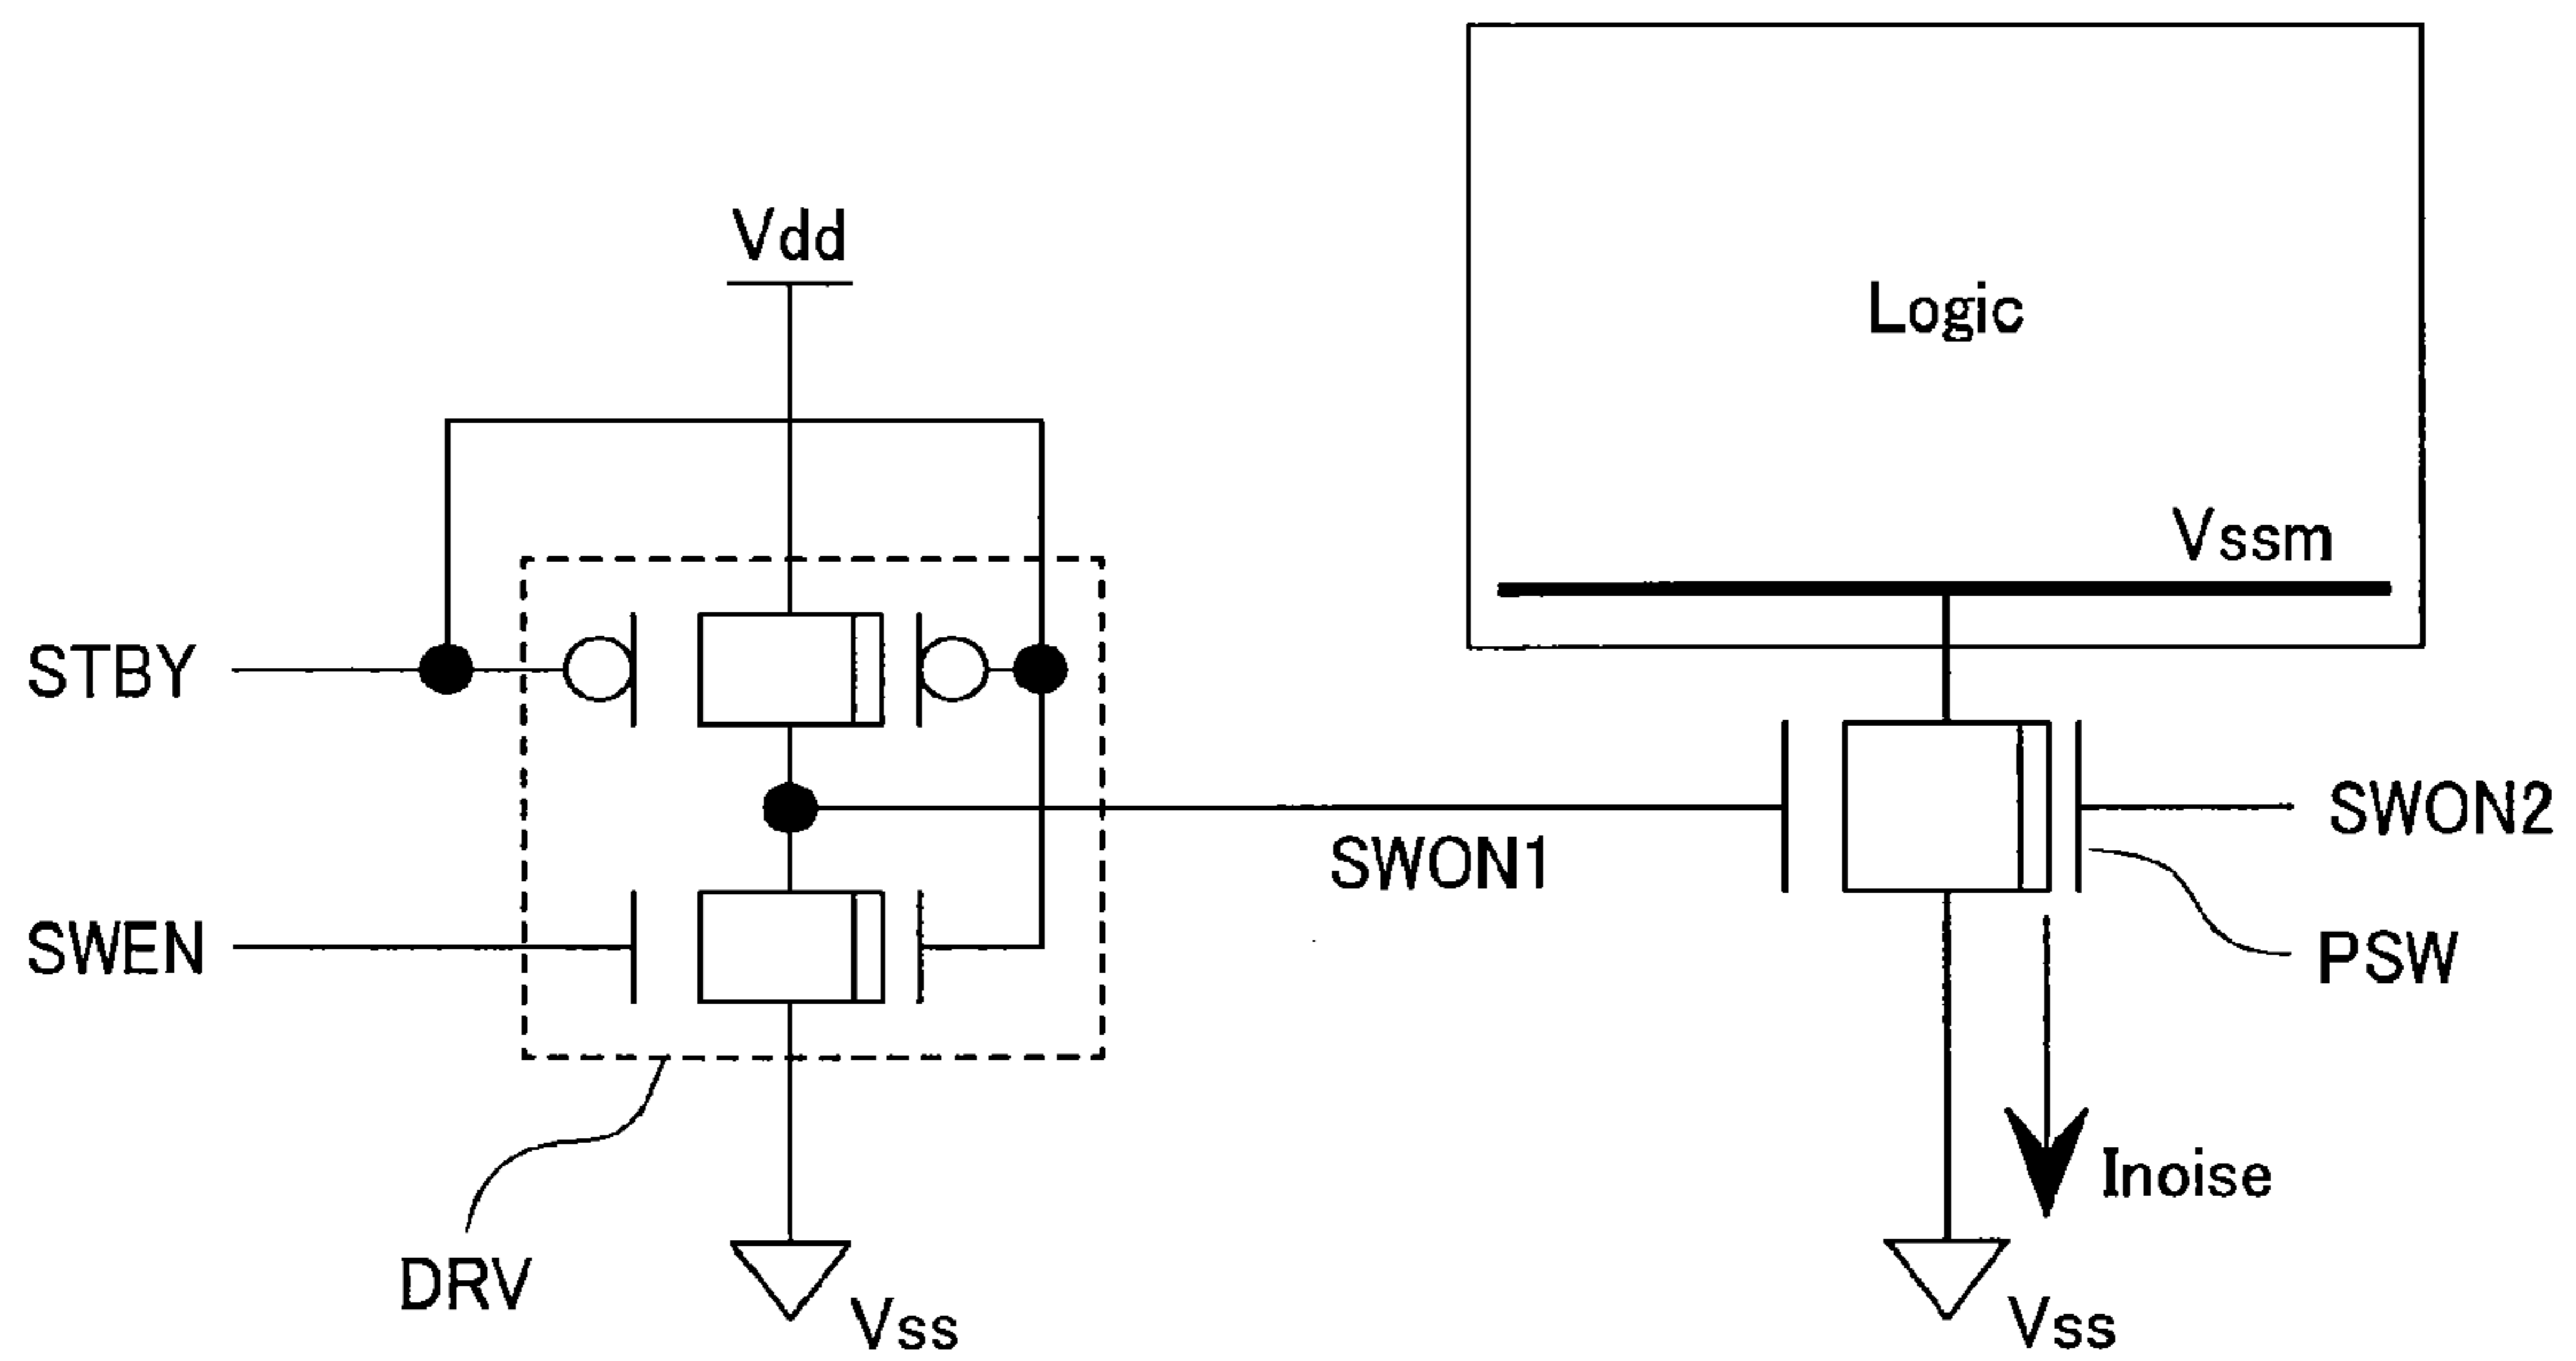 Vdd
Logic
Vssm
STBY
SWON2
SWON1
SWEN
PSW
Inoise
DRV
Vss
Vss